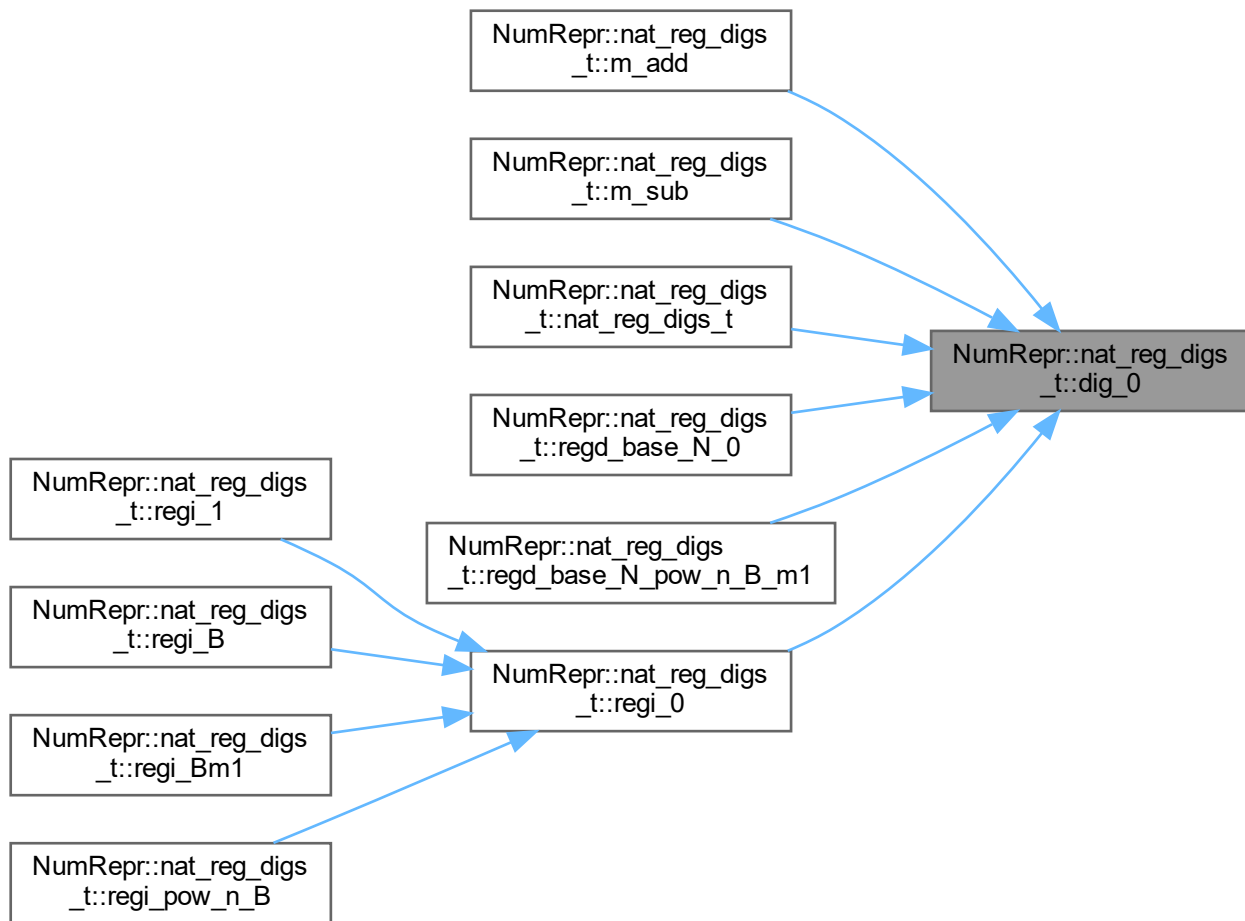 NumRepr::nat_reg_digs
_t::m_add
NumRepr::nat_reg_digs
_t::m_sub
NumRepr::nat_reg_digs
_t::nat_reg_digs_t
NumRepr::nat_reg_digs
_t::dig_0
NumRepr::nat_reg_digs
_t::regd_base_N_0
NumRepr::nat_reg_digs
_t::regi_1
NumRepr::nat_reg_digs
_t::regd_base_N_pow_n_B_m1
NumRepr::nat_reg_digs
_t::regi_B
NumRepr::nat_reg_digs
_t::regi_0
NumRepr::nat_reg_digs
_t::regi_Bm1
NumRepr::nat_reg_digs
_t::regi_pow_n_B